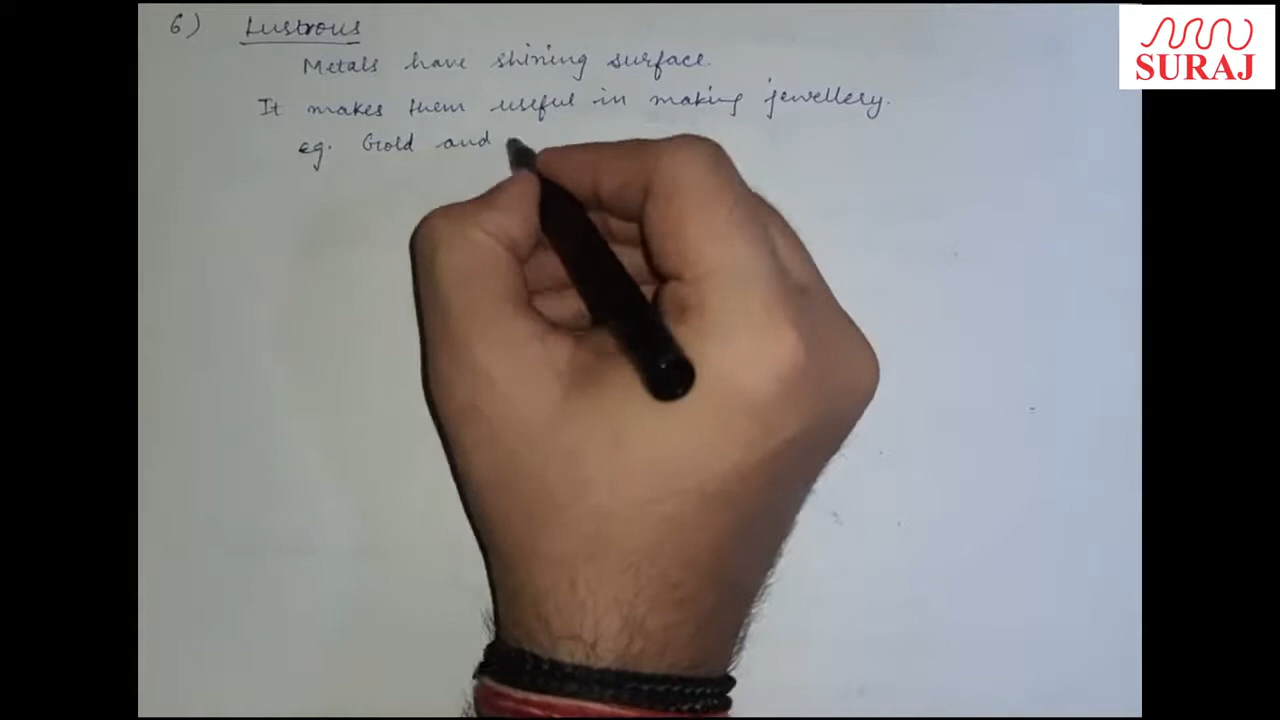 6) Lustrous
Metals have shining surface.
It makes them useful in making jewellery.
eg. Gold and
SURAJ